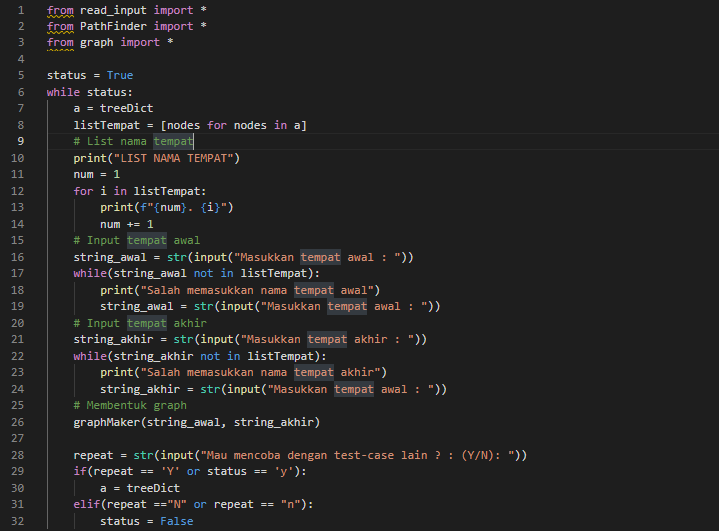 1 from read_input import *
2 from PathFinder import *
3 from graph import *
4
5 status = True
6 while status:
7     a = treeDict
8     listTempat = [nodes for nodes in a]
9     # List nama tempat
10     print("LIST NAMA TEMPAT")
11     num = 1
12     for i in listTempat:
13         print(f"{num}. {i}")
14         num += 1
15     # Input tempat awal
16     string_awal = str(input("Masukkan tempat awal : "))
17     while(string_awal not in listTempat):
18         print("Salah memasukkan nama tempat awal")
19         string_awal = str(input("Masukkan tempat awal : "))
20     # Input tempat akhir
21     string_akhir = str(input("Masukkan tempat akhir : "))
22     while(string_akhir not in listTempat):
23         print("Salah memasukkan nama tempat akhir")
24         string_akhir = str(input("Masukkan tempat awal : "))
25     # Membentuk graph
26     graphMaker(string_awal, string_akhir)
27
28     repeat = str(input("Mau mencoba dengan test-case lain ? : (Y/N): "))
29     if(repeat == 'Y' or status == 'y'):
30         a = treeDict
31     elif(repeat =="N" or repeat == "n"):
32         status = False